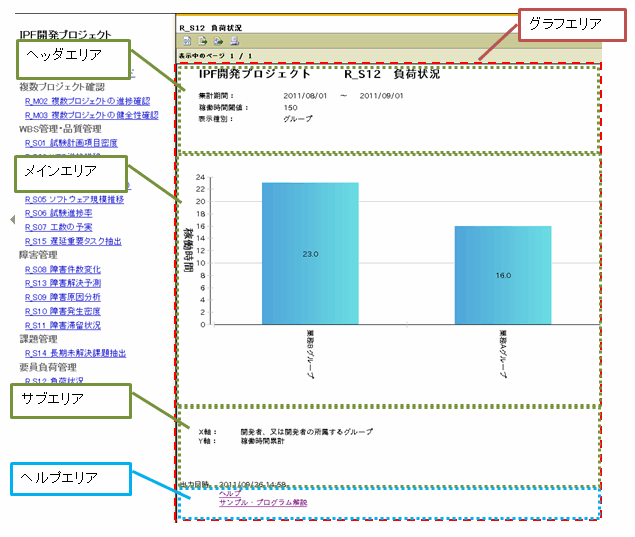 グラフエリア
IPF開発プロジェクト
R_S12 負荷状況
ヘッダエリア
表示中のページ 1 / 1
IPF開発プロジェクト R_S12 負荷状況
複数プロジェクト確認
R_M02 複数プロジェクトの進捗確認
R_M03 複数プロジェクトの健全性確認
集計期間： 2011/08/01 ～ 2011/09/01
稼働時間閾値： 150
表示種別： グループ
WBS管理・品質管理
R_S01 試験計画項目密度
メインエリア
R_S05 ソフトウェア規模推移
R_S06 試験進捗率
R_S07 工数の予実
R_S15 遅延重要タスク抽出
障害管理
R_S08 障害件数変化
R_S13 障害解決予測
R_S09 障害原因分析
R_S10 障害発生密度
R_S11 障害滞留状況
課題管理
R_S14 長期未解決課題抽出
要員負荷管理
R_S12 負荷状況
24
22
20
18
16
14
12
10
8
6
4
2
0
稼働時間
23.0
16.0
業務Bグループ
業務Aグループ
サブエリア
X軸： 開発者、又は開発者の所属するグループ
Y軸： 稼働時間累計
ヘルプエリア
出力日時 2011/09/26 14:58
ヘルプ
サンプル・プログラム解説